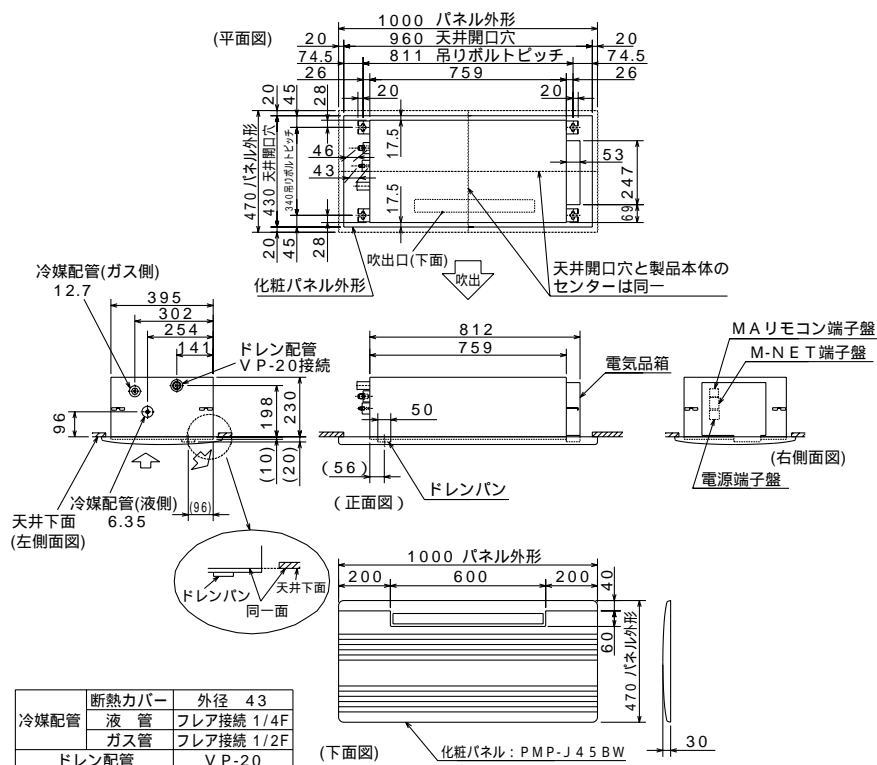 (平面図)
1000 パネル外形
20 960 天井開口穴 20
74.5 811 吊りボルトピッチ 74.5
26 759 26
20 20
20 45 28
470 パネル外形
430 天井開口穴
340吊りボルトピッチ
46
43
17.5
17.5
53
247
69
20 45 28
吹出口(下面)
化粧パネル外形
吹出
天井開口穴と製品本体の
センターは同一
冷媒配管(ガス側)
12.7
395
302
254
141
ドレン配管
VP-20接続
96
198
230
(10)
(20)
(96)
冷媒配管(液側)
6.35
天井下面
(左側面図)
812
759
電気品箱
50
(56)
ドレンパン
(正面図)
MAリモコン端子盤
M-NET端子盤
(右側面図)
電源端子盤
ドレンパン
同一面
天井下面
1000 パネル外形
200 600 200
40
60
470 パネル外形
30
(下面図)
化粧パネル:PMP-J45BW
冷媒配管 断熱カバー 外径 43
液 管 フレア接続 1/4F
ガス管 フレア接続 1/2F
ドレン配管 VP-20